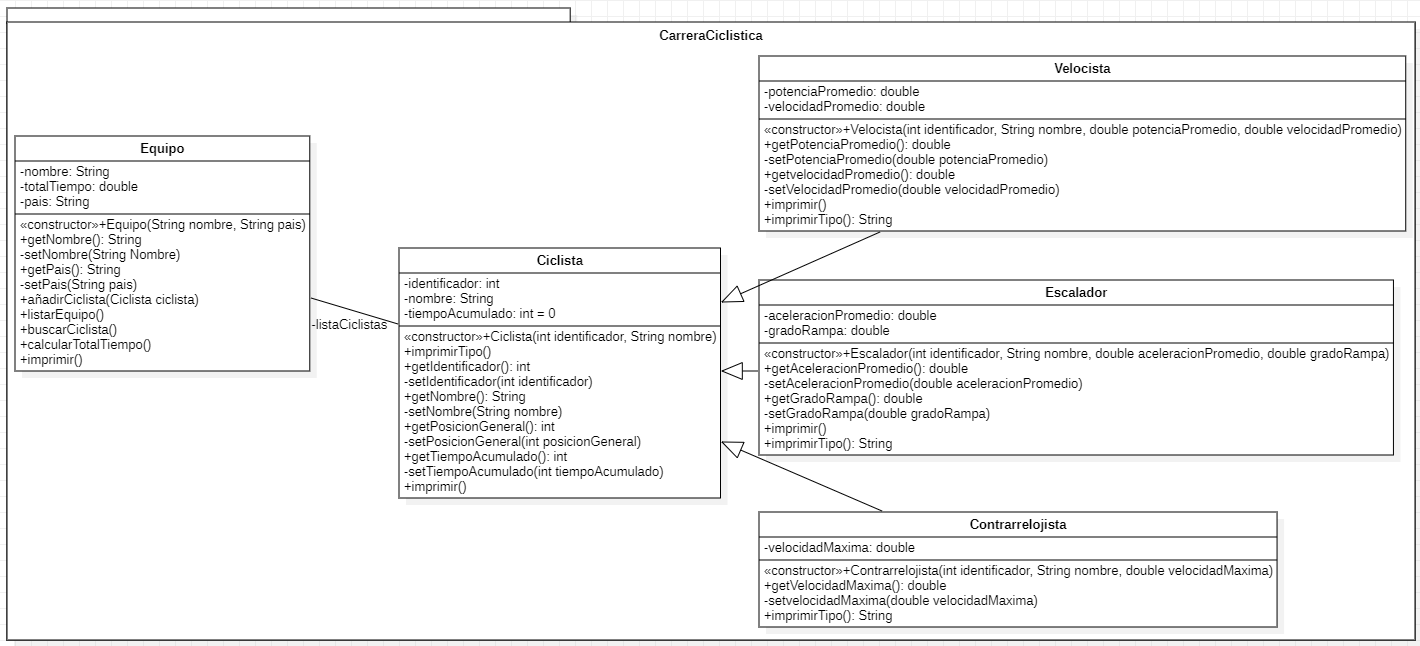 CarreraCiclistica
Equipo
-nombre: String
-totalTiempo: double
-pais: String
«constructor»+Equipo(String nombre, String pais)
+getNombre(): String
-setNombre(String Nombre)
+getPais(): String
-setPais(String pais)
+añadirCiclista(Ciclista ciclista)
+listarEquipo()
+buscarCiclista()
+calcularTotalTiempo()
+imprimir()
-listaCiclistas
Ciclista
-identificador: int
-nombre: String
-tiempoAcumulado: int = 0
«constructor»+Ciclista(int identificador, String nombre)
+imprimirTipo()
+getIdentificador(): int
-setIdentificador(int identificador)
+getNombre(): String
-setNombre(String nombre)
+getPosicionGeneral(): int
-setPosicionGeneral(int posicionGeneral)
+getTiempoAcumulado(): int
-setTiempoAcumulado(int tiempoAcumulado)
+imprimir()
Velocista
-potenciaPromedio: double
-velocidadPromedio: double
«constructor»+Velocista(int identificador, String nombre, double potenciaPromedio, double velocidadPromedio)
+getPotenciaPromedio(): double
-setPotenciaPromedio(double potenciaPromedio)
+getvelocidadPromedio(): double
-setVelocidadPromedio(double velocidadPromedio)
+imprimir()
+imprimirTipo(): String
Escalador
-aceleracionPromedio: double
-gradoRampa: double
«constructor»+Escalador(int identificador, String nombre, double aceleracionPromedio, double gradoRampa)
+getAceleracionPromedio(): double
-setAceleracionPromedio(double aceleracionPromedio)
+getGradoRampa(): double
-setGradoRampa(double gradoRampa)
+imprimir()
+imprimirTipo(): String
Contrarrelojista
-velocidadMaxima: double
«constructor»+Contrarrelojista(int identificador, String nombre, double velocidadMaxima)
+getVelocidadMaxima(): double
-setvelocidadMaxima(double velocidadMaxima)
+imprimirTipo(): String